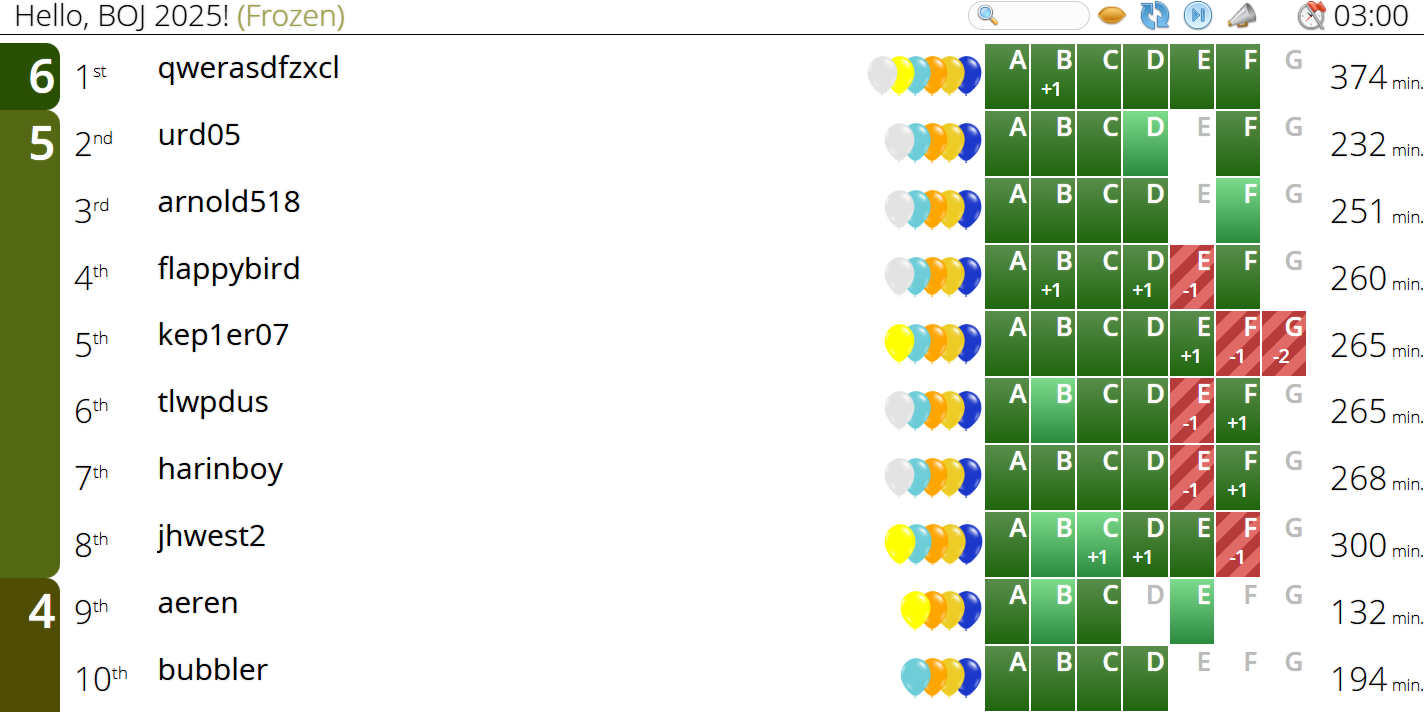 Hello, BOJ 2025! (Frozen) 03:00
6 1st qwerasdfzxcl A B +1 C D E F G 374 min.
5 2nd urd05 A B C D E F G 232 min.
3rd arnold518 A B C D E F G 251 min.
4th flappybird A B +1 C D +1 E -1 F G 260 min.
5th kep1er07 A B C D E +1 F -1 G -2 265 min.
6th tlwpdus A B C D E -1 F +1 G 265 min.
7th harinboy A B C D E -1 F +1 G 268 min.
8th jhwest2 A B C +1 D +1 E F -1 G 300 min.
4 9th aeren A B C D E F G 132 min.
10th bubbler A B C D E F G 194 min.